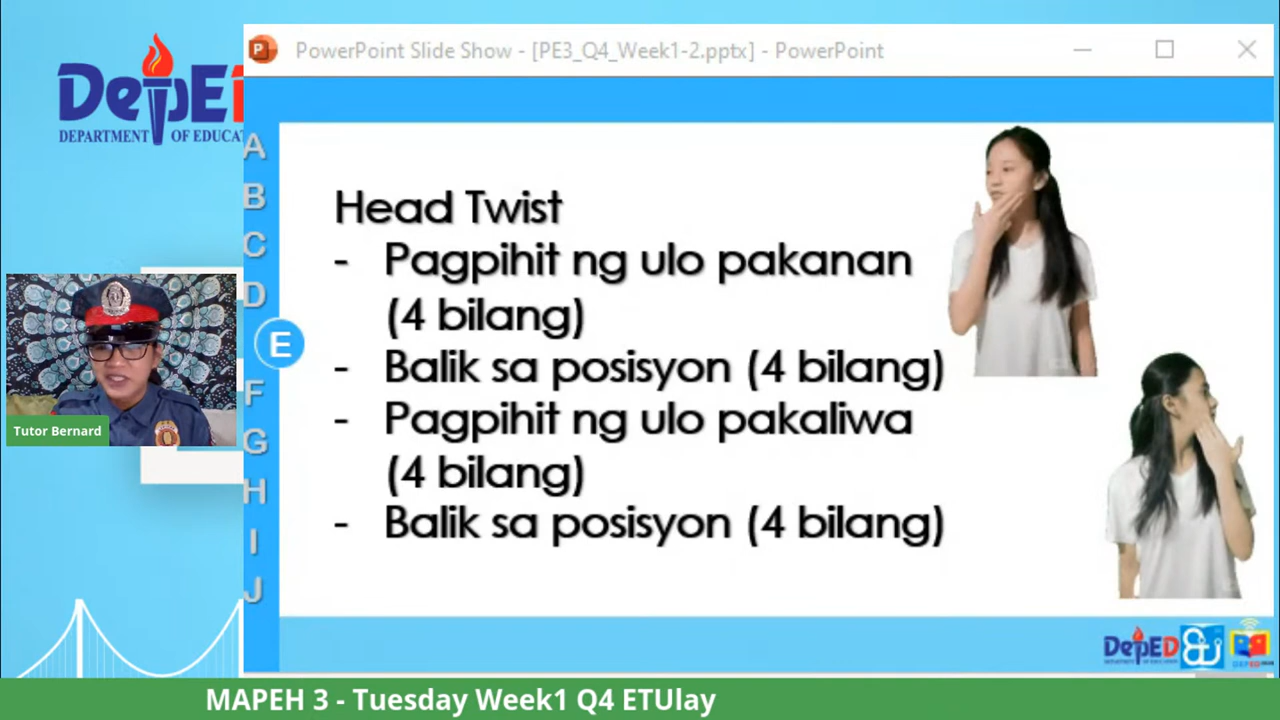 PowerPoint Slide Show - [PE3_Q4_Week1-2.pptx] - PowerPoint
DepE
DEPARTMENT OF EDUCA
A
B
C
D
E
F
G
H
I
J
Head Twist
- Pagpihit ng ulo pakanan
(4 bilang)
- Balik sa posisyon (4 bilang)
- Pagpihit ng ulo pakaliwa
(4 bilang)
- Balik sa posisyon (4 bilang)
Tutor Bernard
DepED
MAPEH 3 - Tuesday Week1 Q4 ETUlay